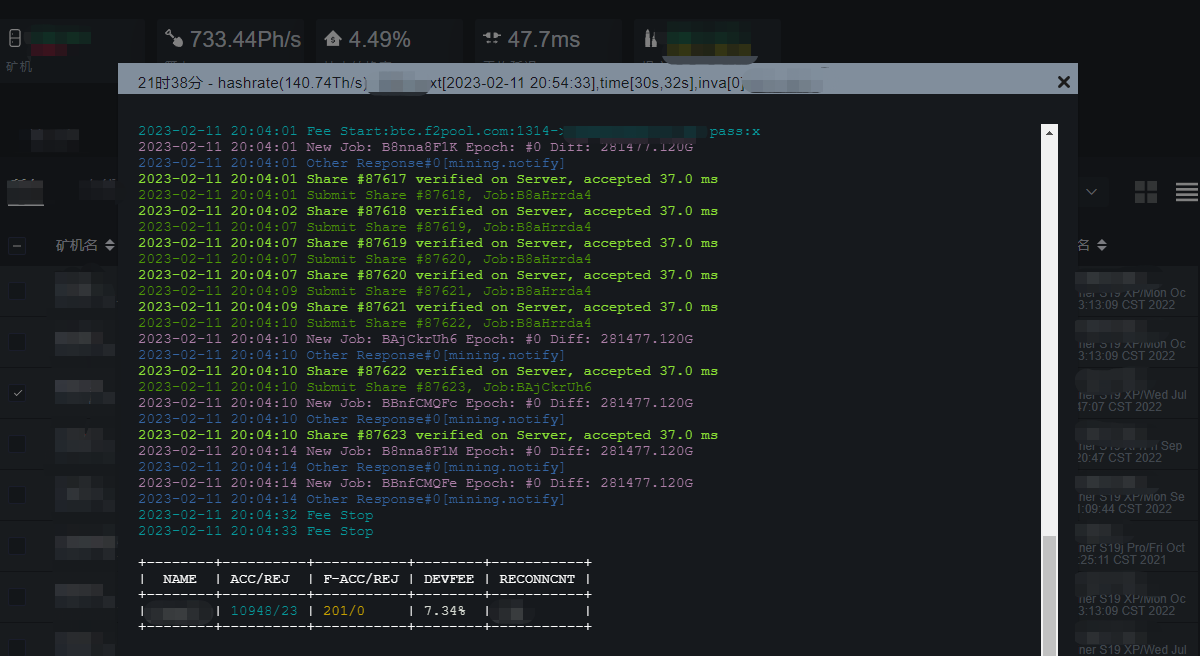 733.44Ph/s
4.49%
47.7ms
矿机
21时38分 - hashrate(140.74Th/s) xt[2023-02-11 20:54:33],time[30s,32s],inva[0]
2023-02-11 20:04:01 Fee Start:btc.f2pool.com:1314-> pass:x
2023-02-11 20:04:01 New Job: B8nna8F1K Epoch: #0 Diff: 281477.120G
2023-02-11 20:04:01 Other Response#0[mining.notify]
2023-02-11 20:04:01 Share #87617 verified on Server, accepted 37.0 ms
2023-02-11 20:04:01 Submit Share #87618, Job:B8aHrrda4
2023-02-11 20:04:02 Share #87618 verified on Server, accepted 37.0 ms
2023-02-11 20:04:07 Submit Share #87619, Job:B8aHrrda4
2023-02-11 20:04:07 Share #87619 verified on Server, accepted 37.0 ms
2023-02-11 20:04:07 Submit Share #87620, Job:B8aHrrda4
2023-02-11 20:04:07 Share #87620 verified on Server, accepted 37.0 ms
2023-02-11 20:04:09 Submit Share #87621, Job:B8aHrrda4
2023-02-11 20:04:09 Share #87621 verified on Server, accepted 37.0 ms
2023-02-11 20:04:10 Submit Share #87622, Job:B8aHrrda4
2023-02-11 20:04:10 New Job: BAjCkrUh6 Epoch: #0 Diff: 281477.120G
2023-02-11 20:04:10 Other Response#0[mining.notify]
2023-02-11 20:04:10 Share #87622 verified on Server, accepted 37.0 ms
2023-02-11 20:04:10 Submit Share #87623, Job:BAjCkrUh6
2023-02-11 20:04:10 New Job: BBnfCMQFc Epoch: #0 Diff: 281477.120G
2023-02-11 20:04:10 Other Response#0[mining.notify]
2023-02-11 20:04:10 Share #87623 verified on Server, accepted 37.0 ms
2023-02-11 20:04:14 New Job: B8nna8F1M Epoch: #0 Diff: 281477.120G
2023-02-11 20:04:14 Other Response#0[mining.notify]
2023-02-11 20:04:14 New Job: BBnfCMQFe Epoch: #0 Diff: 281477.120G
2023-02-11 20:04:14 Other Response#0[mining.notify]
2023-02-11 20:04:32 Fee Stop
2023-02-11 20:04:33 Fee Stop
| NAME | ACC/REJ | F-ACC/REJ | DEVFEE | RECONNCNT |
| | 10948/23 | 201/0 | 7.34% | |
矿机名
名
ner S19 XP/Mon Oc
3:13:09 CST 2022
ner S19 XP/Mon Oc
3:13:09 CST 2022
ner S19 XP/Wed Jul
47:07 CST 2022
Sep
20:47 CST 2022
ner S19 XP/Mon Se
:09:44 CST 2022
ner S19j Pro/Fri Oct
:25:11 CST 2021
ner S19 XP/Mon Oc
3:13:09 CST 2022
ner S19 XP/Wed Jul